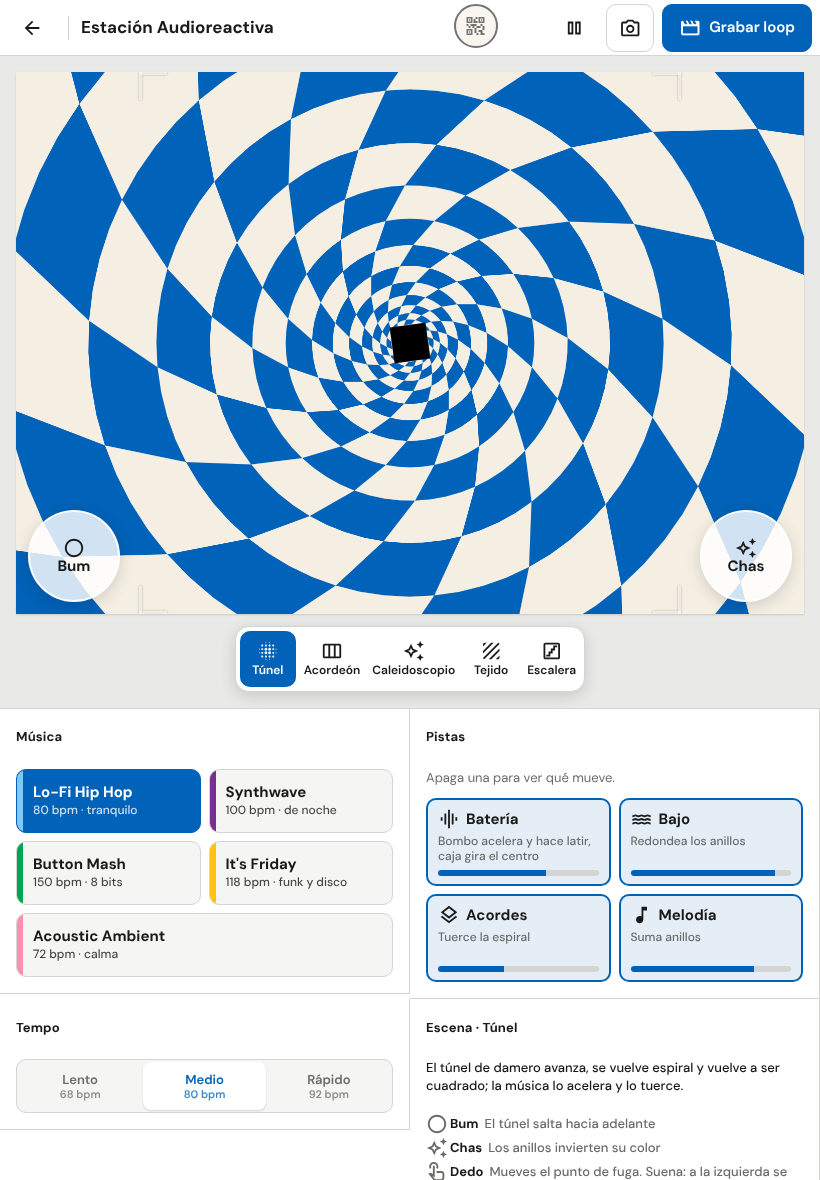 Estación Audioreactiva
Grabar loop
Bum
Chas
Túnel
Acordeón
Caleidoscopio
Tejido
Escalera
Música
Lo-Fi Hip Hop
80 bpm · tranquilo
Synthwave
100 bpm · de noche
Button Mash
150 bpm · 8 bits
It's Friday
118 bpm · funk y disco
Acoustic Ambient
72 bpm · calma
Tempo
Lento
68 bpm
Medio
80 bpm
Rápido
92 bpm
Pistas
Apaga una para ver qué mueve.
Batería
Bombo acelera y hace latir,
caja gira el centro
Bajo
Redondea los anillos
Acordes
Tuerce la espiral
Melodía
Suma anillos
Escena · Túnel
El túnel de damero avanza, se vuelve espiral y vuelve a ser
cuadrado; la música lo acelera y lo tuerce.
Bum El túnel salta hacia adelante
Chas Los anillos invierten su color
Dedo Mueves el punto de fuga. Suena: a la izquierda se